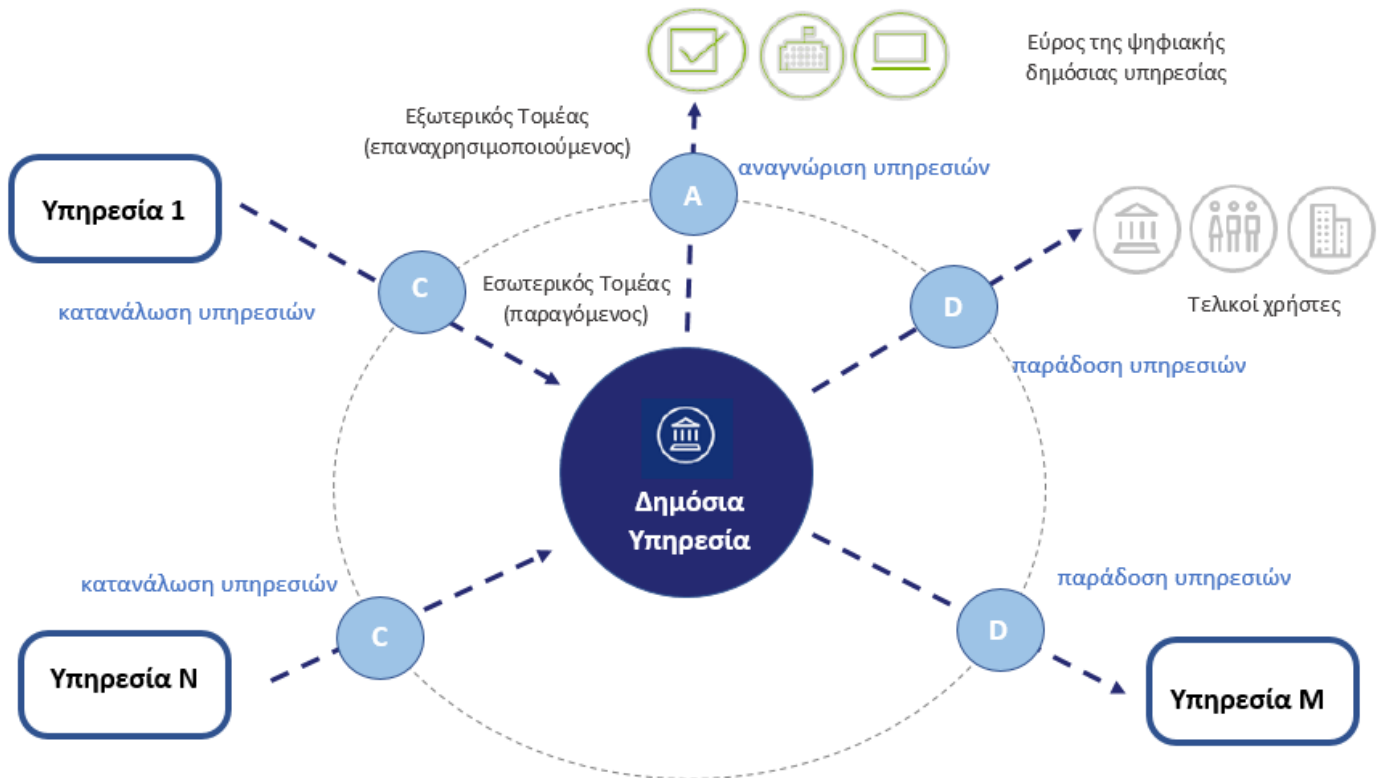 Εύρος της ψηφιακής
δημόσιας υπηρεσίας
Εξωτερικός Τομέας
(επαναχρησιμοποιούμενος)
αναγνώριση υπηρεσιών
A
Υπηρεσία 1
C
Εσωτερικός Τομέας
(παραγόμενος)
κατανάλωση υπηρεσιών
D
Τελικοί χρήστες
παράδοση υπηρεσιών
Δημόσια
Υπηρεσία
κατανάλωση υπηρεσιών
C
παράδοση υπηρεσιών
D
Υπηρεσία Ν
Υπηρεσία Μ